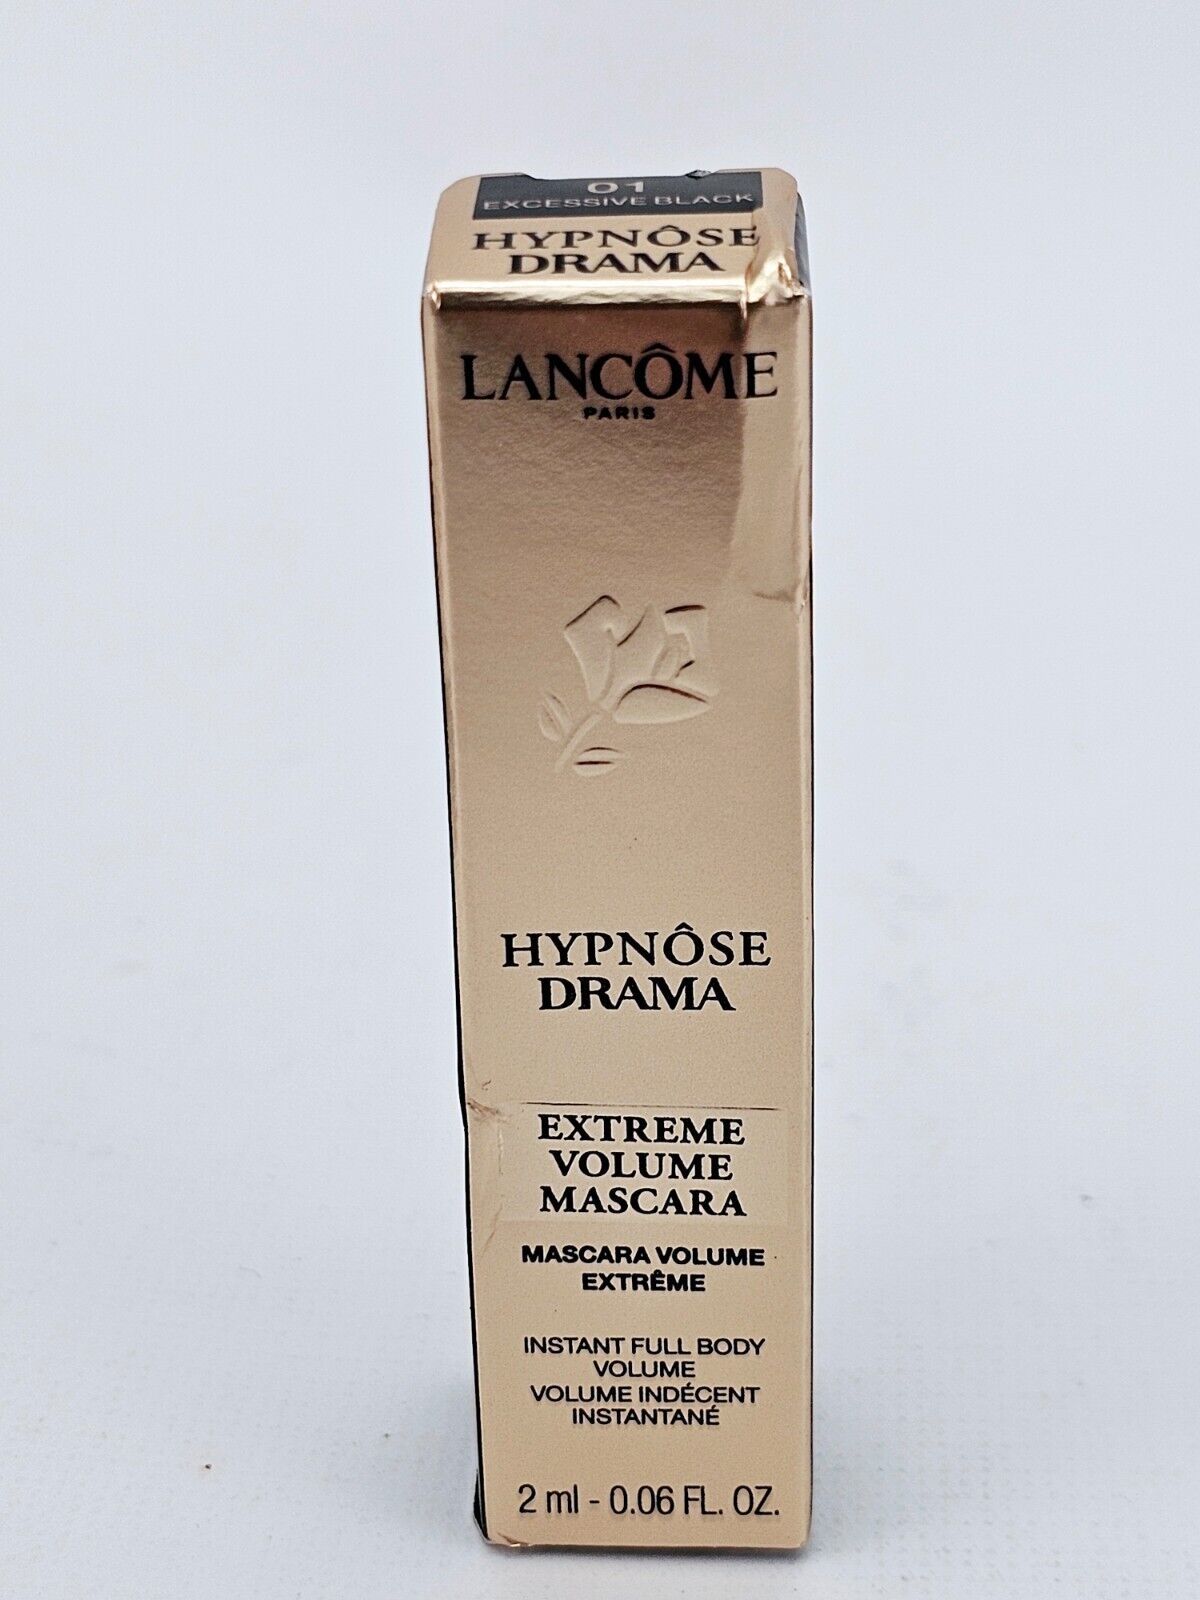 01
EXCESSIVE BLACK
HYPNÔSE
DRAMA
LANCÔME
PARIS
HYPNÔSE
DRAMA
EXTREME
VOLUME
MASCARA
MASCARA VOLUME
EXTRÊME
INSTANT FULL BODY
VOLUME
VOLUME INDÉCENT
INSTANTANÉ
2 ml - 0.06 FL. OZ.